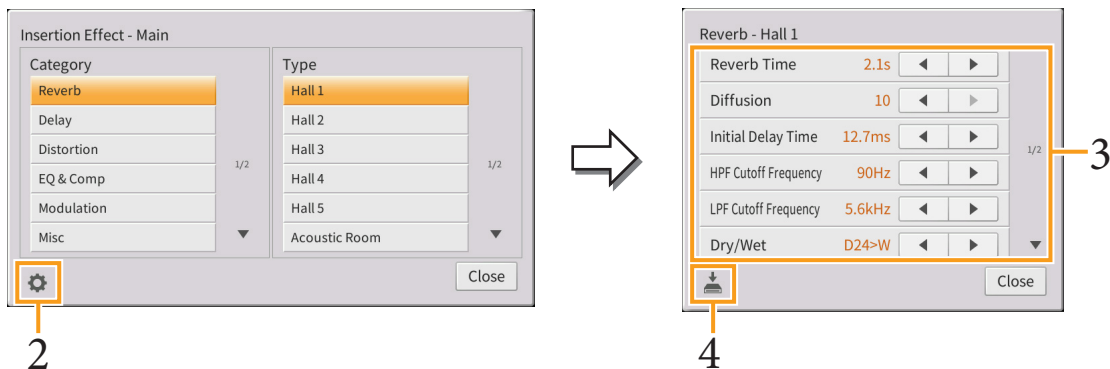 Insertion Effect - Main
Category
Reverb
Delay
Distortion
EQ & Comp
Modulation
Misc
1/2
Type
Hall 1
Hall 2
Hall 3
Hall 4
Hall 5
Acoustic Room
1/2
Close
2
Reverb - Hall 1
Reverb Time 2.1s
Diffusion 10
Initial Delay Time 12.7ms
HPF Cutoff Frequency 90Hz
LPF Cutoff Frequency 5.6kHz
Dry/Wet D24>W
1/2
3
Close
4